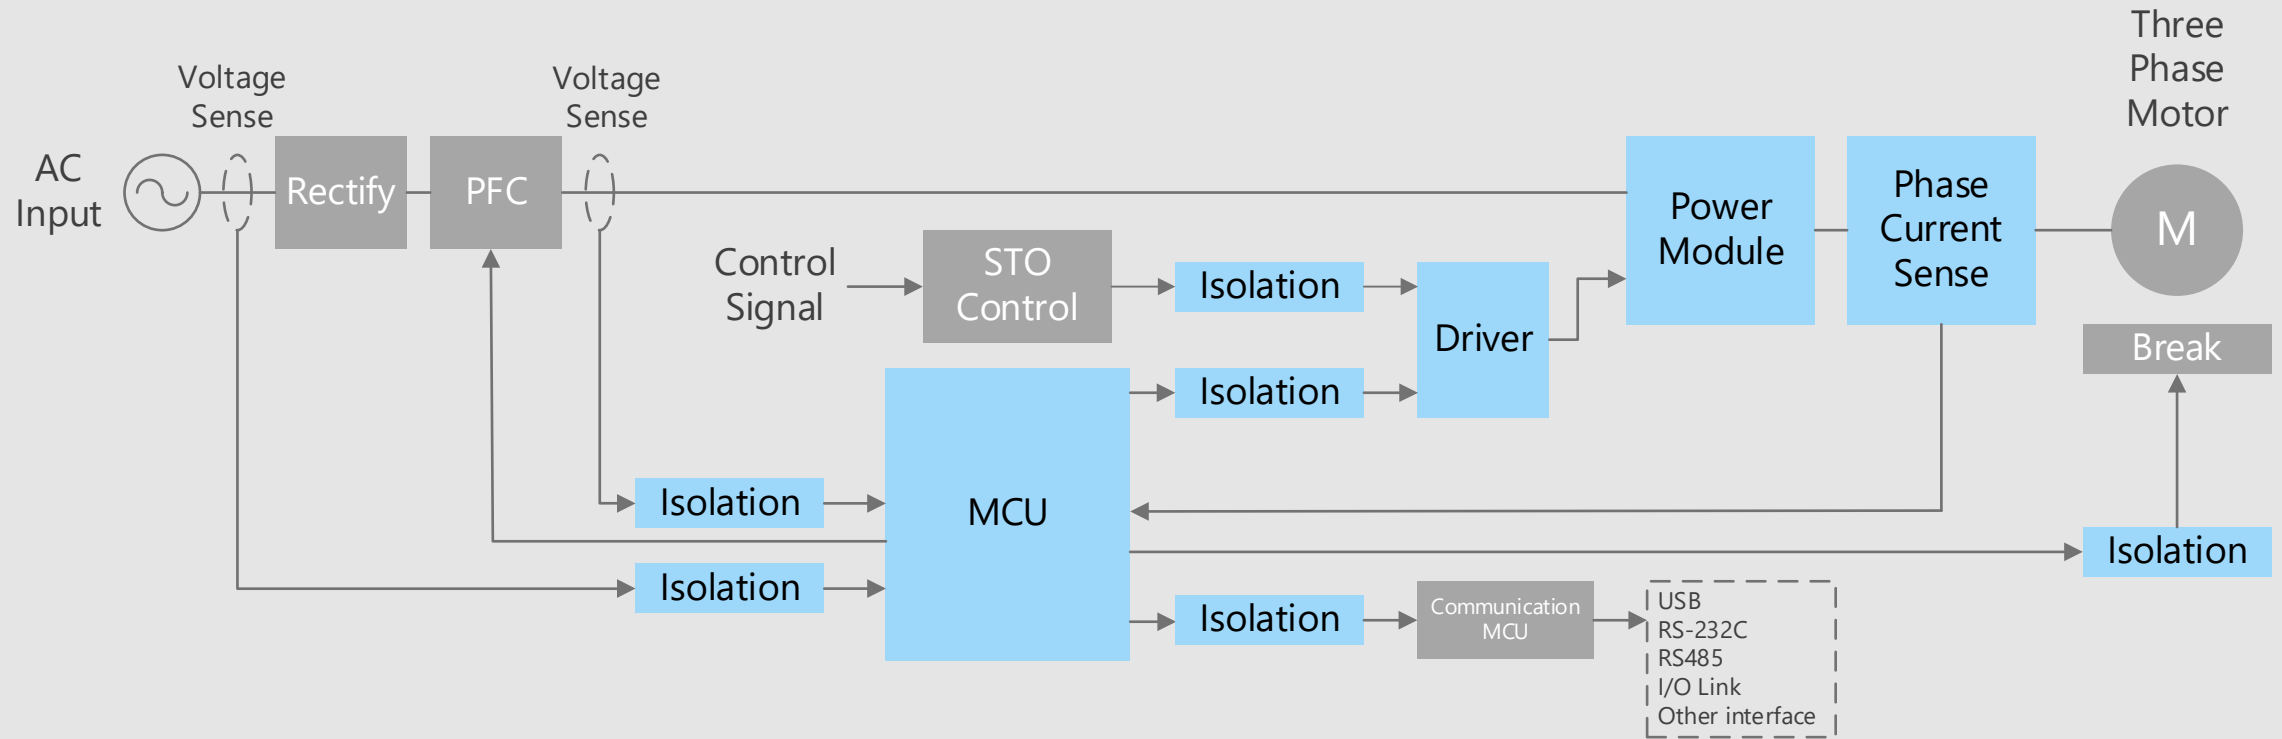 Three
Phase
Motor
Voltage
Sense
Voltage
Sense
AC
Input
Rectify
PFC
Power
Module
Phase
Current
Sense
M
Control
Signal
STO
Control
Isolation
Driver
Break
Isolation
MCU
Isolation
Isolation
Isolation
Isolation
Communication
MCU
USB
RS-232C
RS485
I/O Link
Other interface